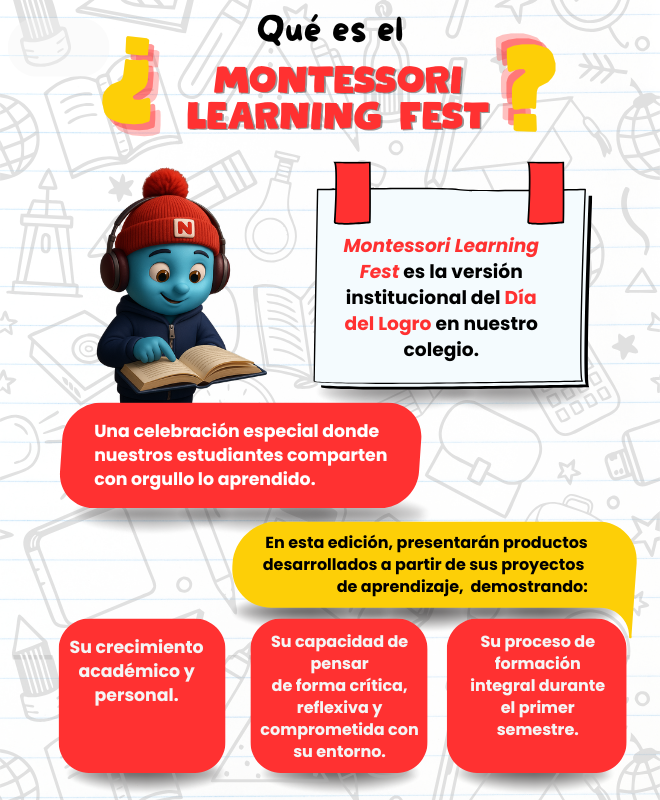 Qué es el
¿ MONTESSORI ?
LEARNING FEST
N
Montessori Learning
Fest es la versión
institucional del Día
del Logro en nuestro
colegio.
Una celebración especial donde
nuestros estudiantes comparten
con orgullo lo aprendido.
En esta edición, presentarán productos
desarrollados a partir de sus proyectos
de aprendizaje, demostrando:
Su crecimiento
académico y
personal.
Su capacidad de
pensar
de forma crítica,
reflexiva y
comprometida con
su entorno.
Su proceso de
formación
integral durante
el primer
semestre.